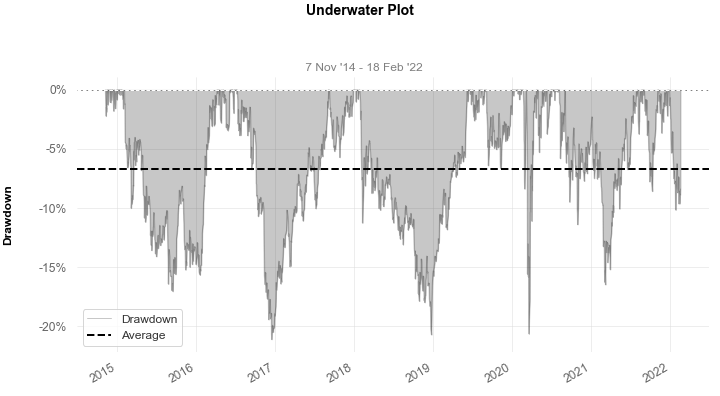 Underwater Plot
7 Nov '14 - 18 Feb '22
0%
-5%
-10%
-15%
-20%
Drawdown
Drawdown
Average
2015 2016 2017 2018 2019 2020 2021 2022